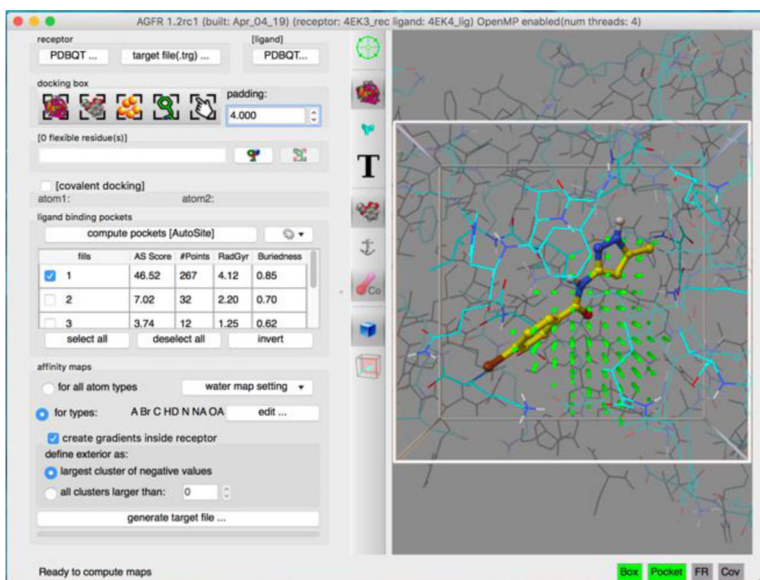 AGFR 1.2rc1 (built: Apr_04_19) (receptor: 4EK3_rec ligand: 4EK4_lig) OpenMP enabled(num threads: 4)
receptor [ligand]
PDBQT ... target file(.trg) ... PDBQT...
docking box
padding:
4.000
[0 flexible residue(s)]
[covalent docking]
atom1: atom2:
ligand binding pockets
compute pockets [AutoSite]
fills AS Score #Points RadGyr Buriedness
1 46.52 267 4.12 0.85
2 7.02 32 2.20 0.70
3 3.74 12 1.25 0.62
select all deselect all invert
affinity maps
for all atom types water map setting
for types: A Br C HD N NA OA edit ...
create gradients inside receptor
define exterior as:
largest cluster of negative values
all clusters larger than: 0
generate target file ...
T
Co
Ready to compute maps Box Pocket FR Cov